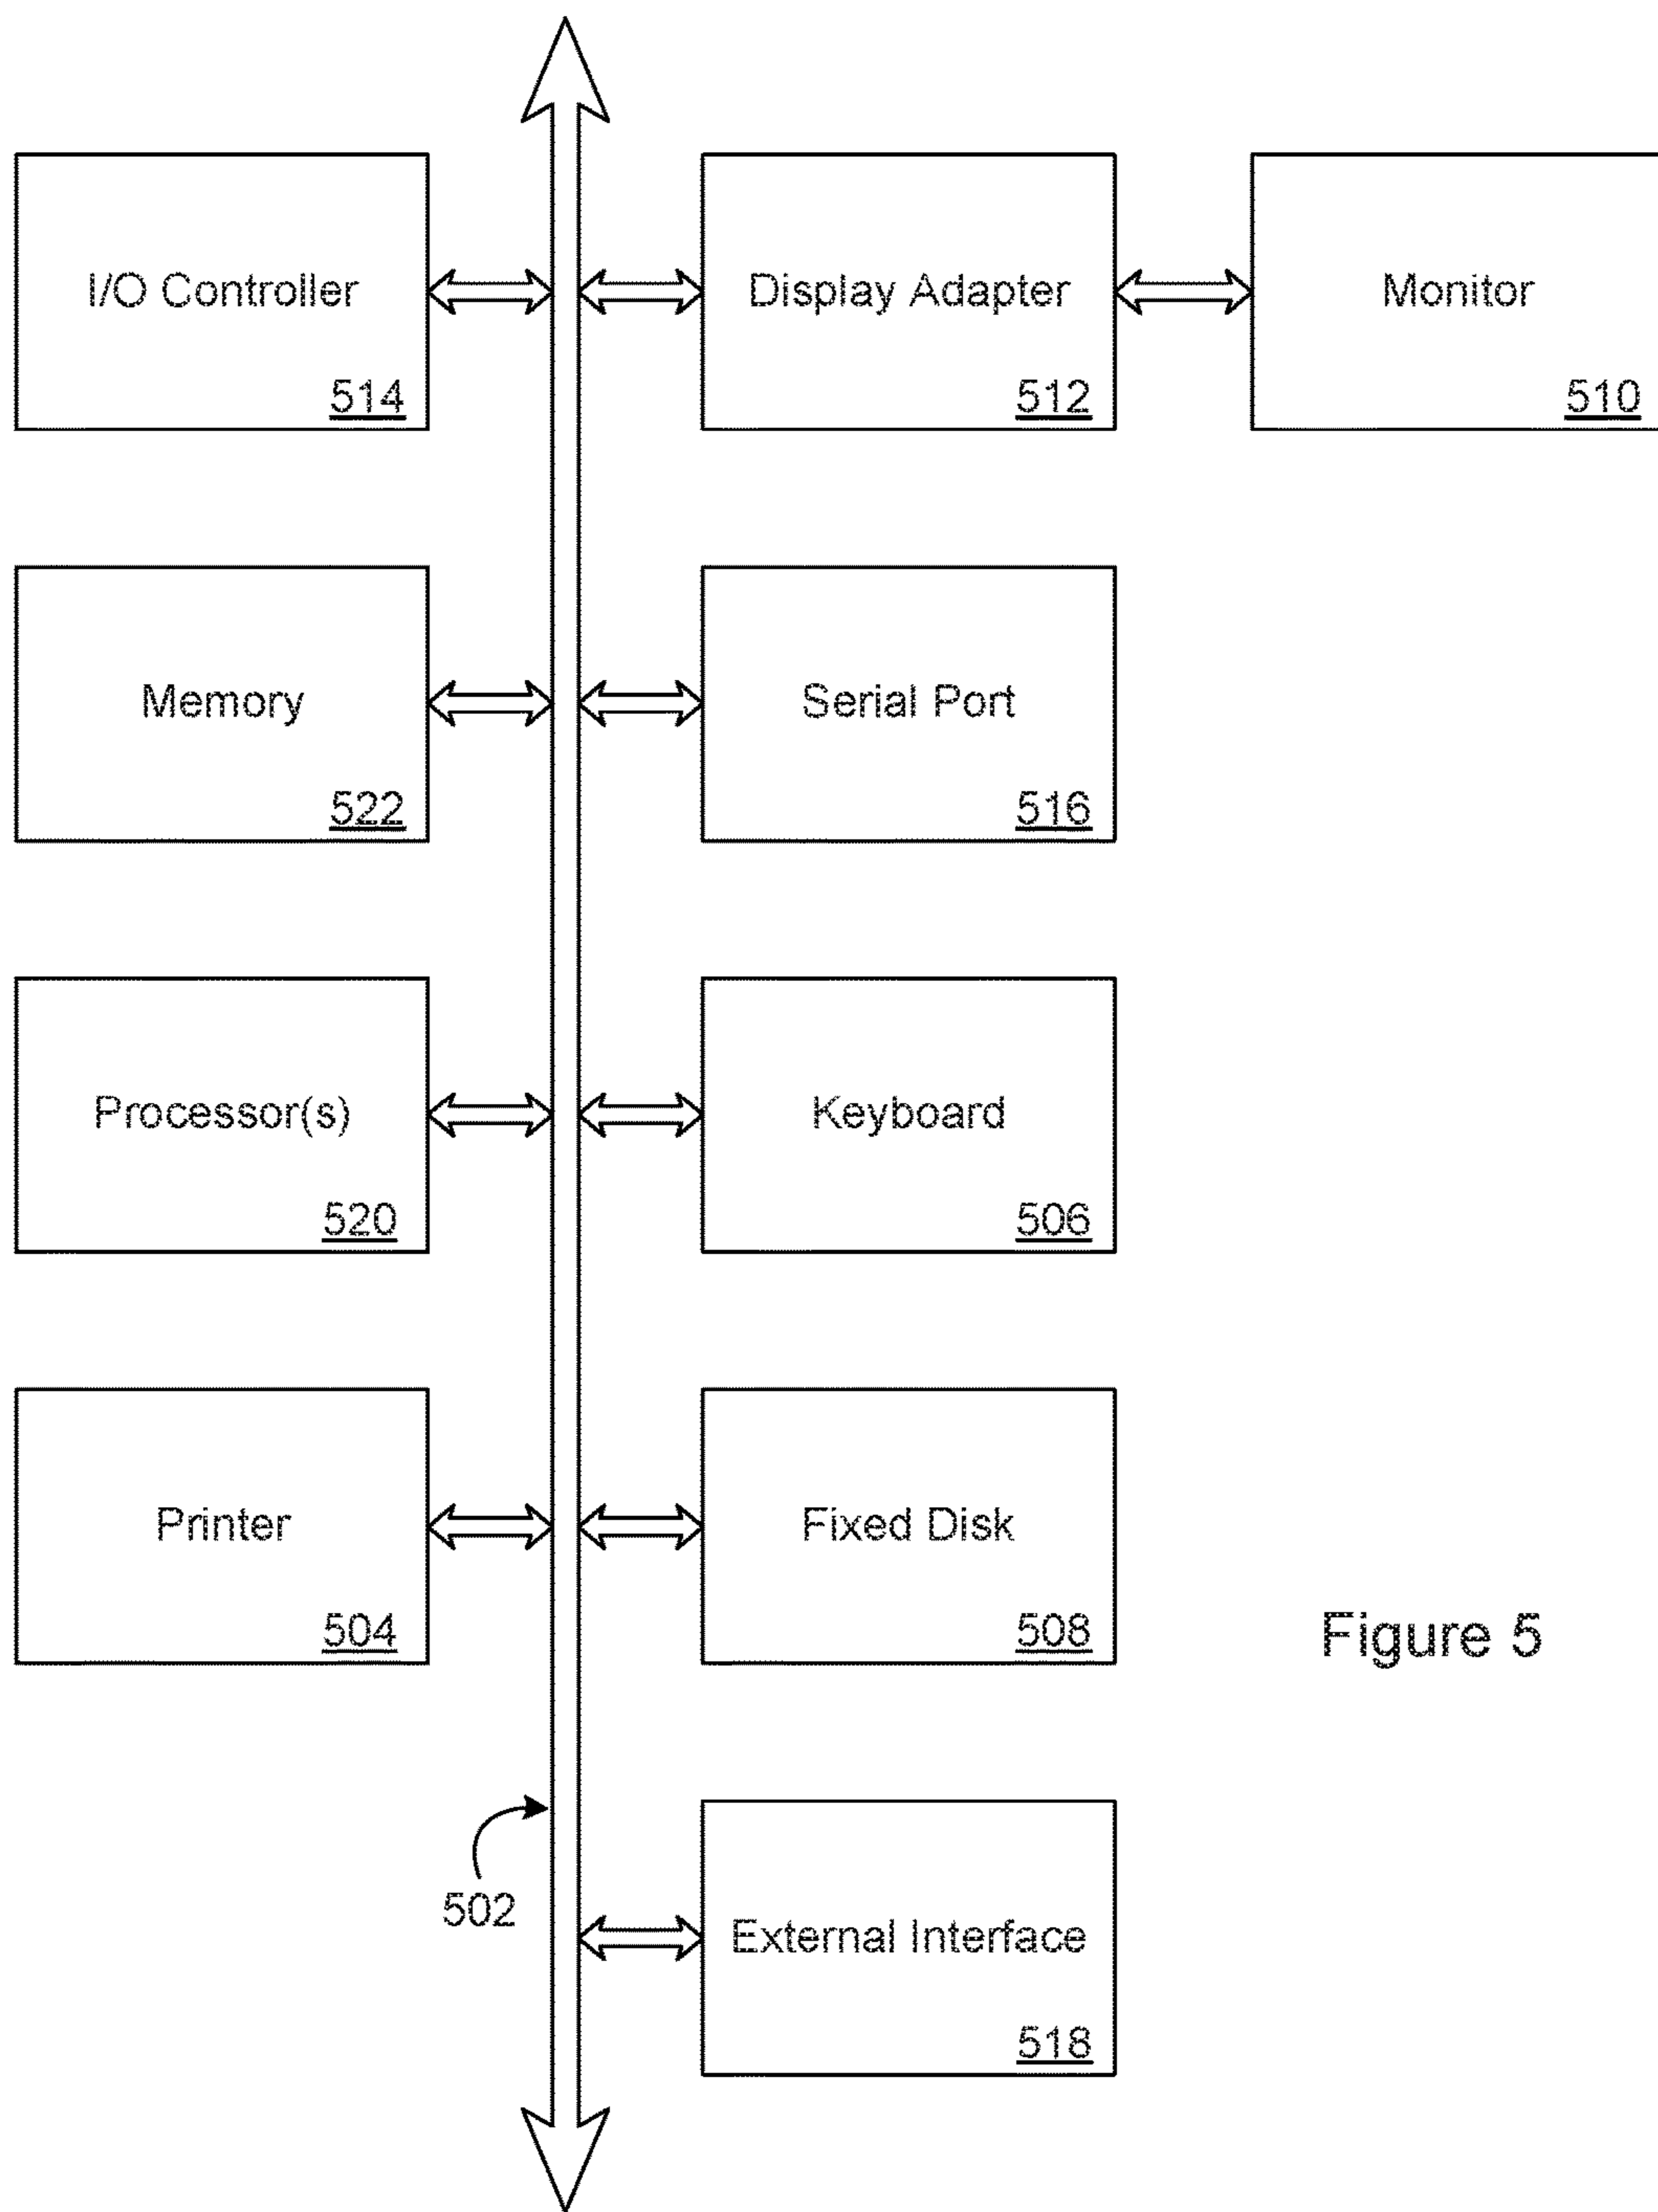 I/O Controller
514
Display Adapter
512
Monitor
510
Memory
522
Serial Port
516
Processor(s)
520
Keyboard
506
Printer
504
Fixed Disk
508
Figure 5
502
External Interface
518